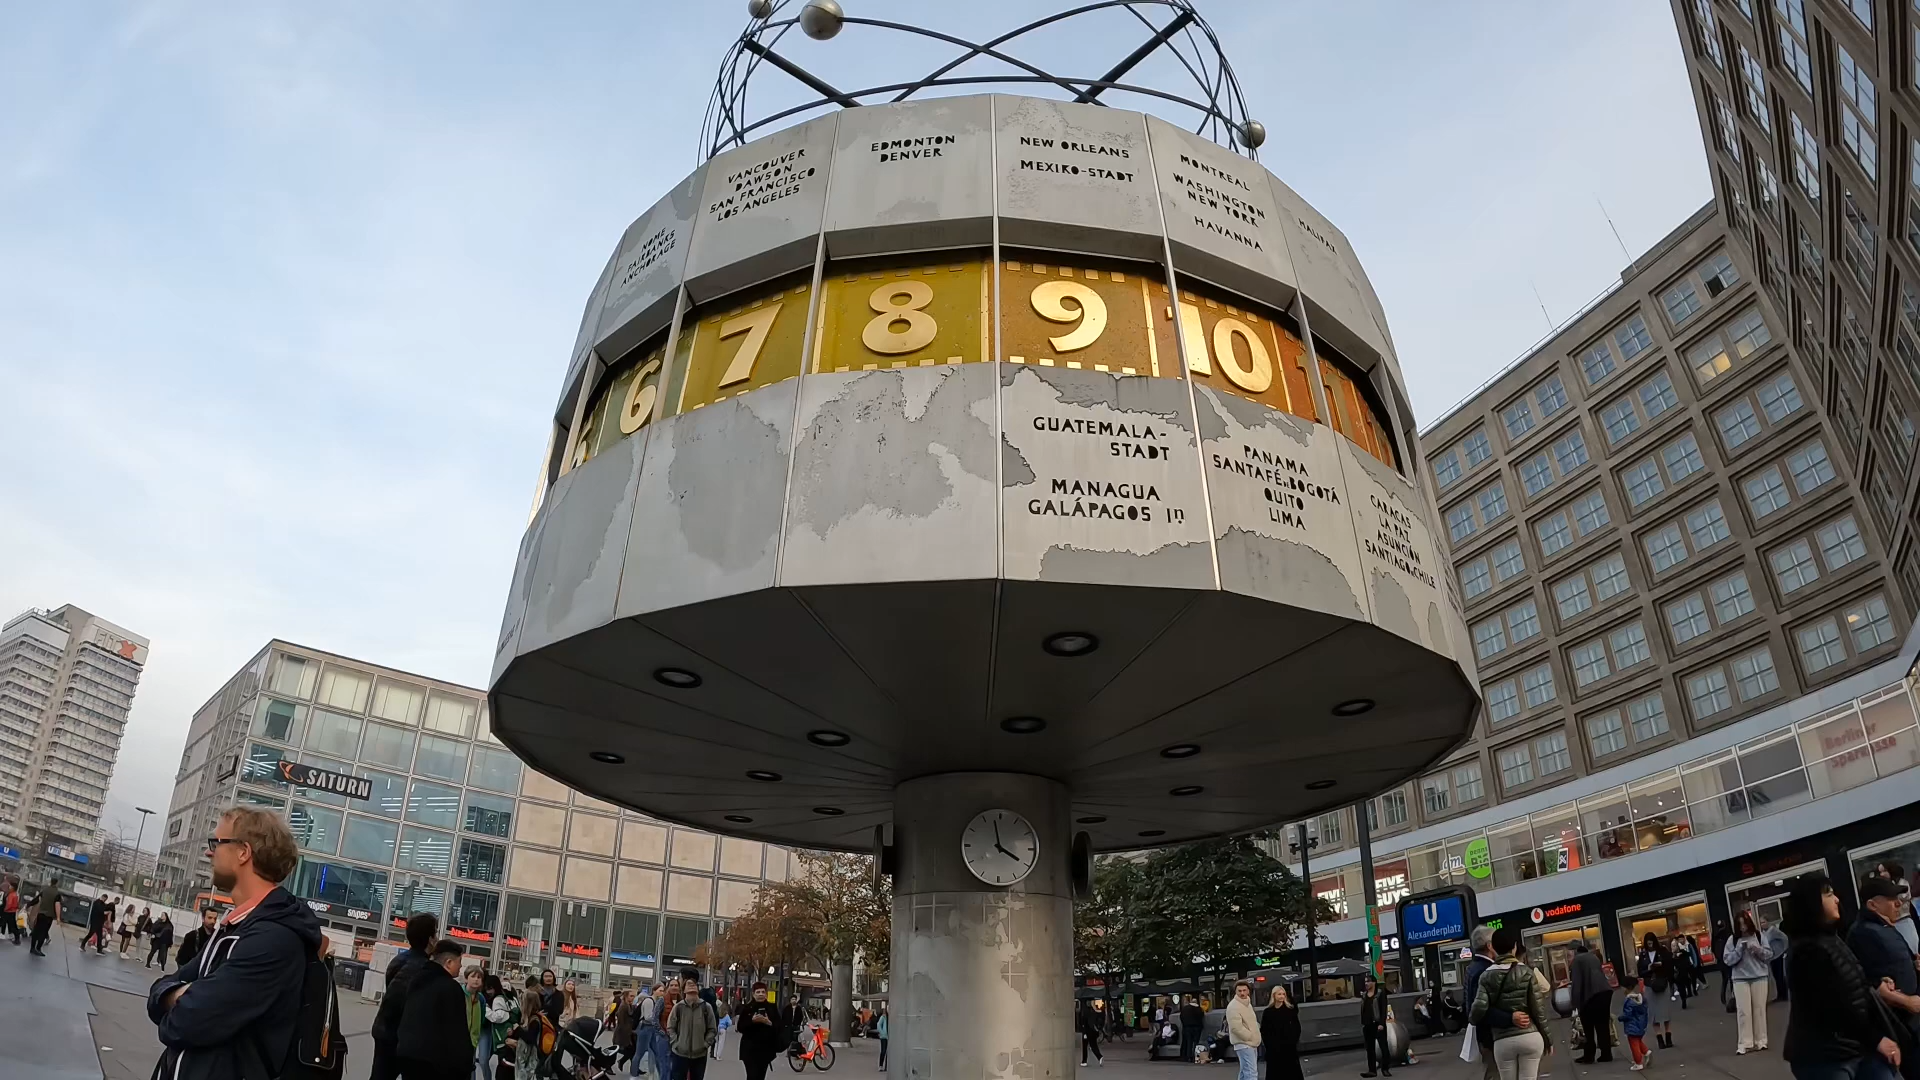 VANCOUVER
DAWSON
SAN FRANCISCO
LOS ANGELES
EDMONTON
DENVER
NEW ORLEANS
MEXIKO-STADT
MONTREAL
WASHINGTON
NEW YORK
HAVANNA
HALIFAX
NOME
FAIRBANKS
ANCHORAGE
6
7
8
9
10
11
GUATEMALA-
STADT
MANAGUA
GALÁPAGOS IN
PANAMA
SANTAFÉ BOGOTÁ
QUITO
LIMA
CARACAS
LA PAZ
ASUNCIÓN
SANTIAGO CHILE
SATURN
Berliner
Sparkasse
FIVE
GUYS
U
Alexanderplatz
vodafone